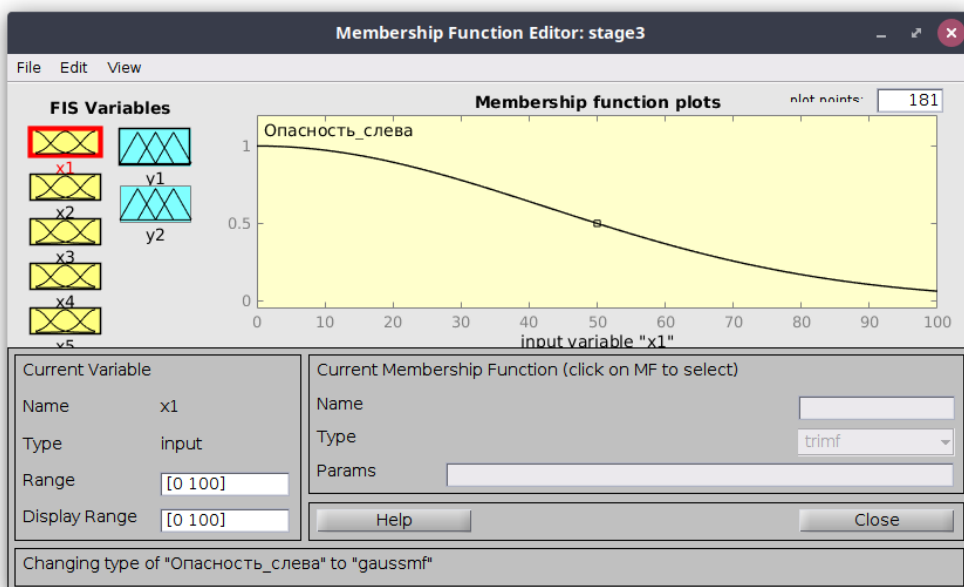 Membership Function Editor: stage3
File Edit View
FIS Variables
x1
x2
x3
x4
x5
y1
y2
Membership function plots
plot points:
181
Опасность_слева
1
0.5
0
0 10 20 30 40 50 60 70 80 90 100
input variable "x1"
Current Variable
Name x1
Type input
Range [0 100]
Display Range [0 100]
Current Membership Function (click on MF to select)
Name
Type trimf
Params
Help Close
Changing type of "Опасность_слева" to "gaussmf"